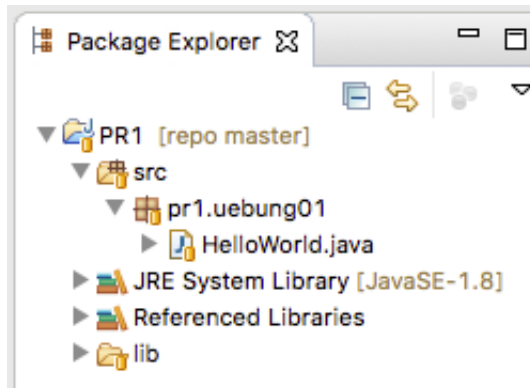 Package Explorer
PR1 [repo master]
src
pr1.uebung01
HelloWorld.java
JRE System Library [JavaSE-1.8]
Referenced Libraries
lib